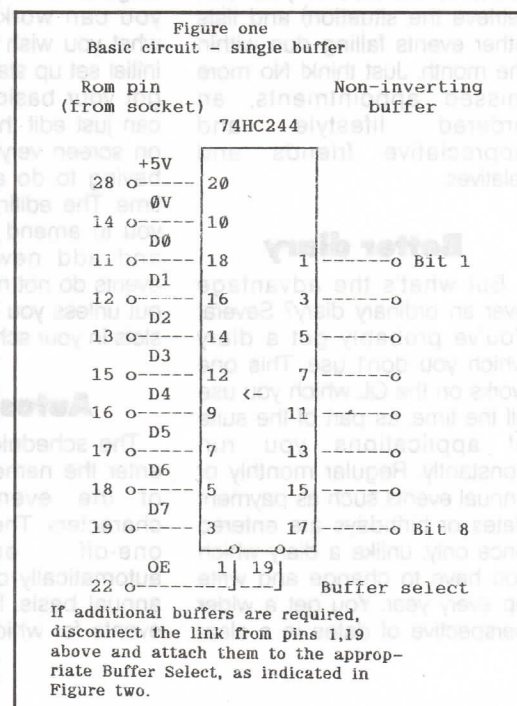 Figure one
Basic circuit - single buffer
Rom pin Non-inverting
(from socket) buffer
74HC244
+5V
28 o------ 20
0V
14 o------ 10
D0
11 o------ 18 1 ------o Bit 1
D1
12 o------ 16 3 ------o
D2
13 o------ 14 5 ------o
D3
15 o------ 12 7 ------o
D4 <--
16 o------ 9 11 ------o
D5
17 o------ 7 13 ------o
D6
18 o------ 5 15 ------o
D7
19 o------ 3 17 ------o Bit 8
OE 1 19
22 o------ Buffer select
If additional buffers are required,
disconnect the link from pins 1,19
above and attach them to the approp-
riate Buffer Select, as indicated in
Figure two.